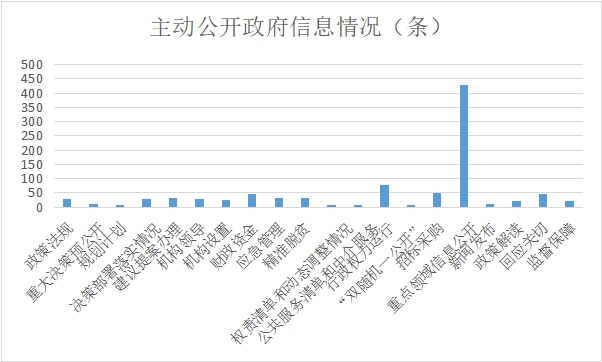 主动公开政府信息情况（条）
500
450
400
350
300
250
200
150
100
50
0
政策法规
重大决策预公开
规划计划
决策部署落实情况
建议提案办理
机构领导
机构设置
财政资金
应急管理
精准脱贫
权责清单和动态调整情况
公共服务清单和中介服务
行政权力运行
“双随机一公开”
招标采购
重点领域信息公开
新闻发布
政策解读
回应关切
监督保障